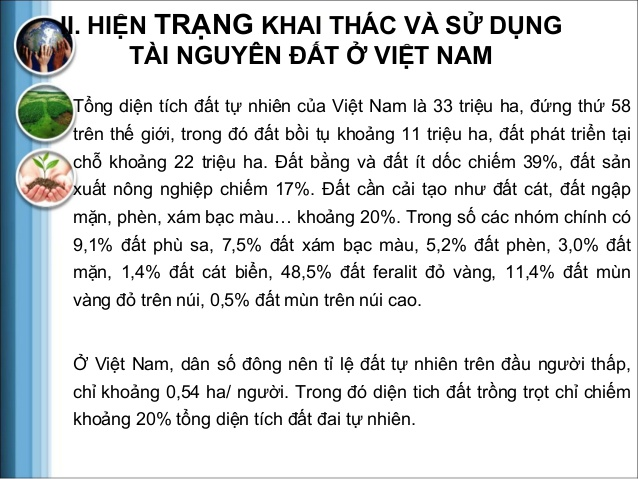 II. HIỆN TRẠNG KHAI THÁC VÀ SỬ DỤNG
TÀI NGUYÊN ĐẤT Ở VIỆT NAM
Tổng diện tích đất tự nhiên của Việt Nam là 33 triệu ha, đứng thứ 58
trên thế giới, trong đó đất bồi tụ khoảng 11 triệu ha, đất phát triển tại
chỗ khoảng 22 triệu ha. Đất bằng và đất ít dốc chiếm 39%, đất sản
xuất nông nghiệp chiếm 17%. Đất cần cải tạo như đất cát, đất ngập
mặn, phèn, xám bạc màu… khoảng 20%. Trong số các nhóm chính có
9,1% đất phù sa, 7,5% đất xám bạc màu, 5,2% đất phèn, 3,0% đất
mặn, 1,4% đất cát biển, 48,5% đất feralit đỏ vàng, 11,4% đất mùn
vàng đỏ trên núi, 0,5% đất mùn trên núi cao.
Ở Việt Nam, dân số đông nên tỉ lệ đất tự nhiên trên đầu người thấp,
chỉ khoảng 0,54 ha/ người. Trong đó diện tich đất trồng trọt chỉ chiếm
khoảng 20% tổng diện tích đất đai tự nhiên.